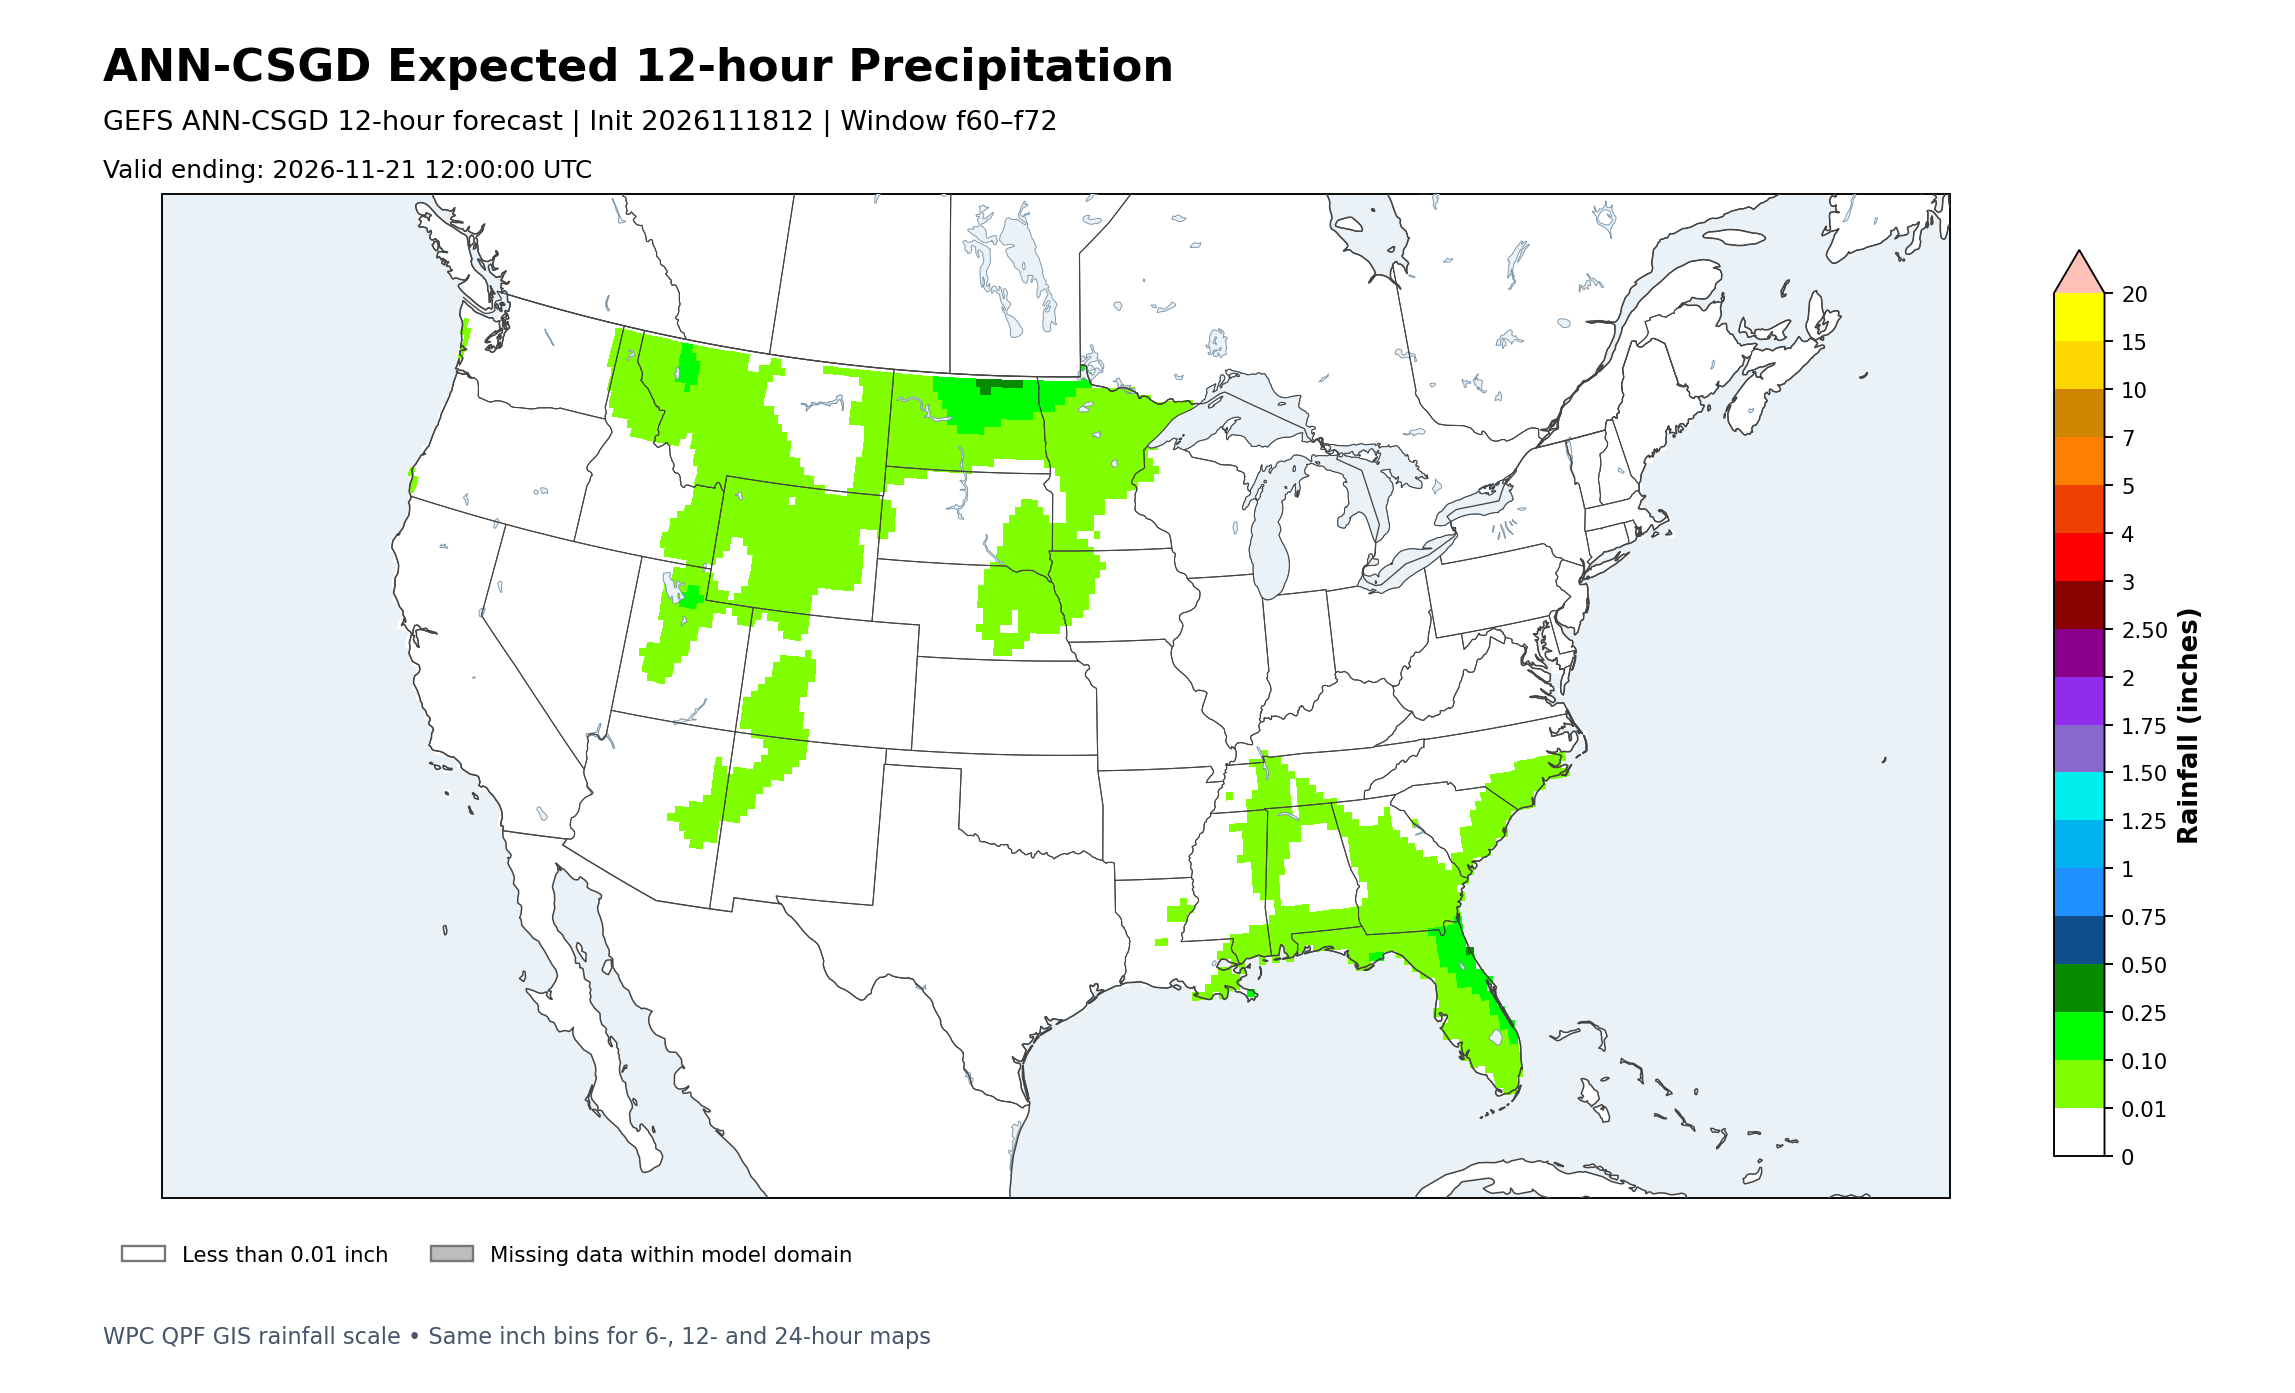 ANN-CSGD Expected 12-hour Precipitation
GEFS ANN-CSGD 12-hour forecast | Init 2026111812 | Window f60–f72
Valid ending: 2026-11-21 12:00:00 UTC
20
15
10
7
5
4
3
2.50
2
1.75
1.50
1.25
1
0.75
0.50
0.25
0.10
0.01
0
Rainfall (inches)
Less than 0.01 inch
Missing data within model domain
WPC QPF GIS rainfall scale • Same inch bins for 6-, 12- and 24-hour maps